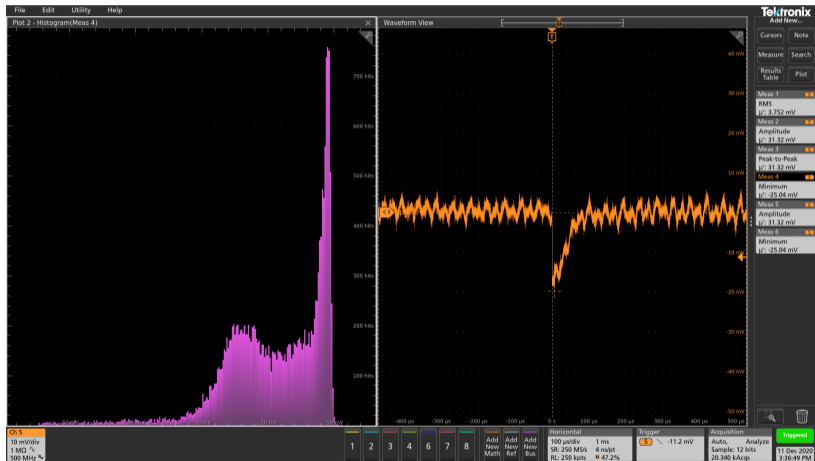 File Edit Utility Help
Tektronix
Add New...
Plot 2 - Histogram(Meas 4)
Waveform View
Cursors Note
Measure Search
Results Table Plot
700 hits
500 hits
400 hits
300 hits
200 hits
100 hits
T
C5
40 mV
30 mV
20 mV
10 mV
-10 mV
-20 mV
-30 mV
-40 mV
-50 mV
-400 µs -300 µs -200 µs -100 µs 0 s 100 µs 200 µs 300 µs 400 µs 500 µs
Meas 1
RMS
µ': 3.752 mV
Meas 2
Amplitude
µ': 31.32 mV
Meas 3
Peak-to-Peak
µ': 31.32 mV
Meas 4
Minimum
µ': -25.04 mV
Meas 5
Amplitude
µ': 31.32 mV
Meas 6
Minimum
µ': -25.04 mV
Ch 5
10 mV/div
1 MΩ
500 MHz
1 2 3 4 6 7 8
Add New Math
Add New Ref
Add New Bus
Horizontal
100 µs/div 1 ms
SR: 250 MS/s 4 ns/pt
RL: 250 kpts 47.2%
Trigger
5 -11.2 mV
Acquisition
Auto, Analyze
Sample: 12 bits
20.340 kAcqs
Triggered
11 Dec 2020
3:36:49 PM